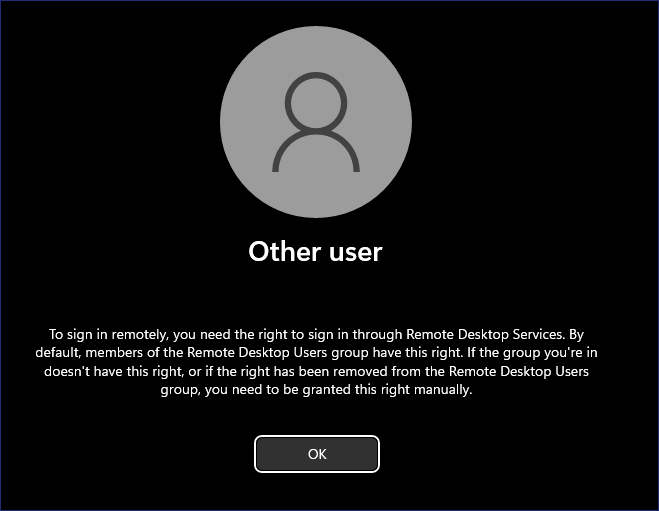 Other user
To sign in remotely, you need the right to sign in through Remote Desktop Services. By
default, members of the Remote Desktop Users group have this right. If the group you're in
doesn't have this right, or if the right has been removed from the Remote Desktop Users
group, you need to be granted this right manually.
OK